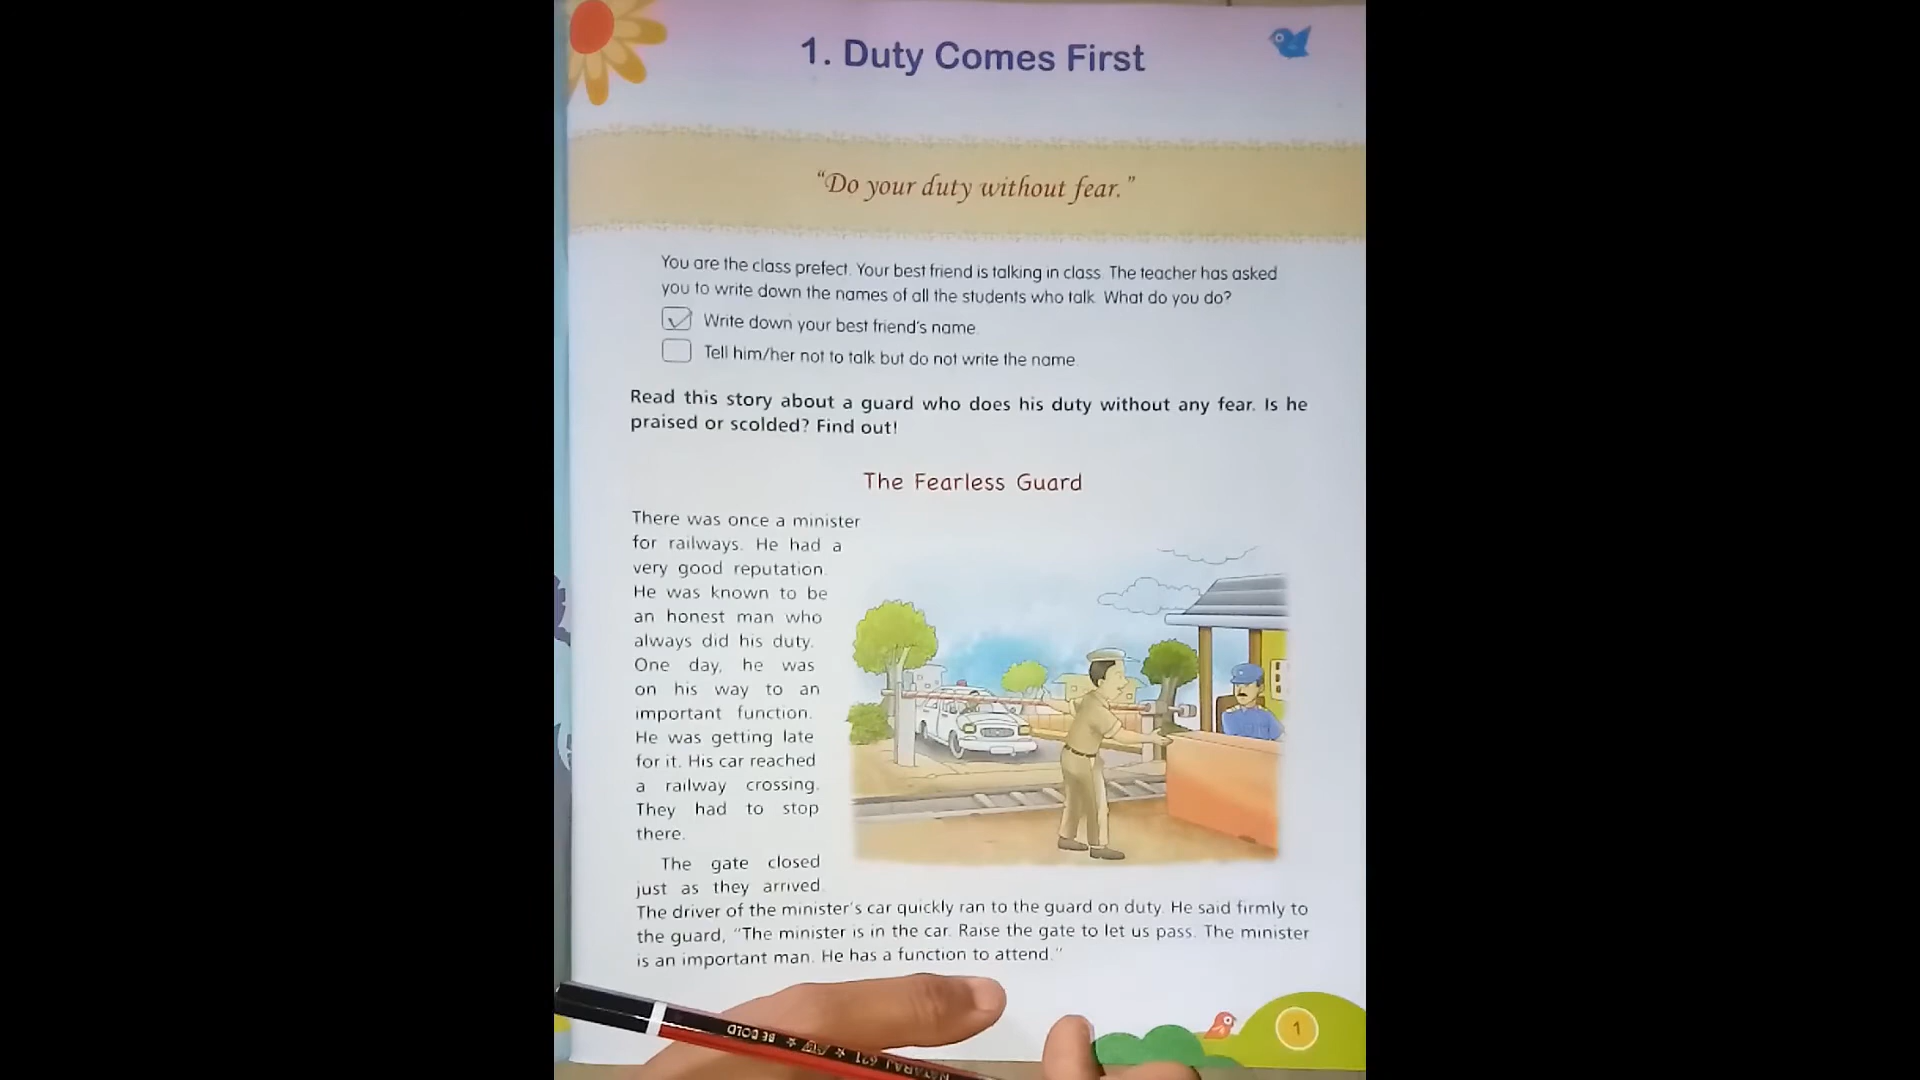 1. Duty Comes First
“Do your duty without fear.”
You are the class prefect. Your best friend is talking in class. The teacher has asked
you to write down the names of all the students who talk. What do you do?
Write down your best friend's name.
Tell him/her not to talk but do not write the name.
Read this story about a guard who does his duty without any fear. Is he
praised or scolded? Find out!
The Fearless Guard
There was once a minister
for railways. He had a
very good reputation.
He was known to be
an honest man who
always did his duty.
One day, he was
on his way to an
important function.
He was getting late
for it. His car reached
a railway crossing.
They had to stop
there.
The gate closed
just as they arrived.
The driver of the minister's car quickly ran to the guard on duty. He said firmly to
the guard, “The minister is in the car. Raise the gate to let us pass. The minister
is an important man. He has a function to attend.”
NATARAJ 621 BE BOLD
1